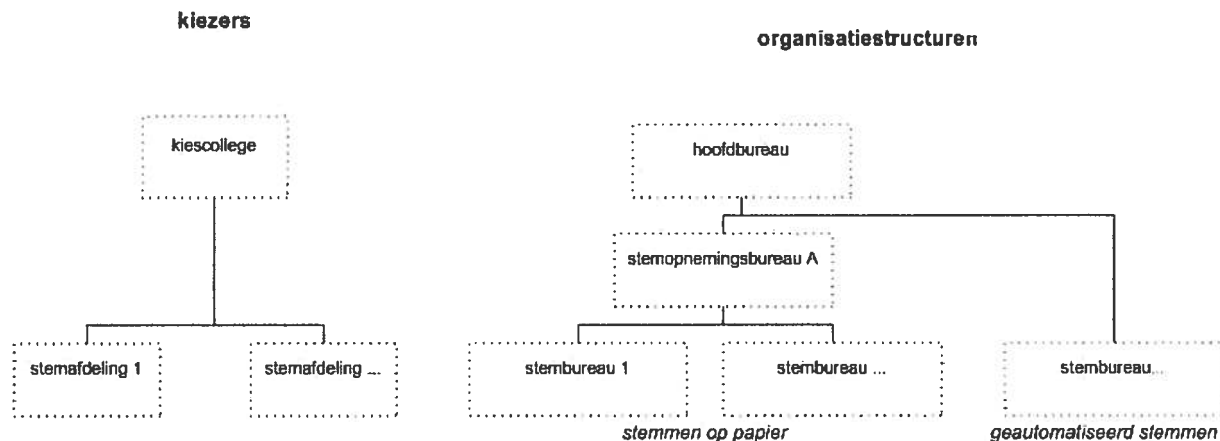 kiezers
organisatiestructuren
kiescollege
hoofdbureau
stemopnemingsbureau A
stemafdeling 1
stemafdeling ...
stembureau 1
stembureau ...
stembureau...
stemmen op papier
geautomatiseerd stemmen